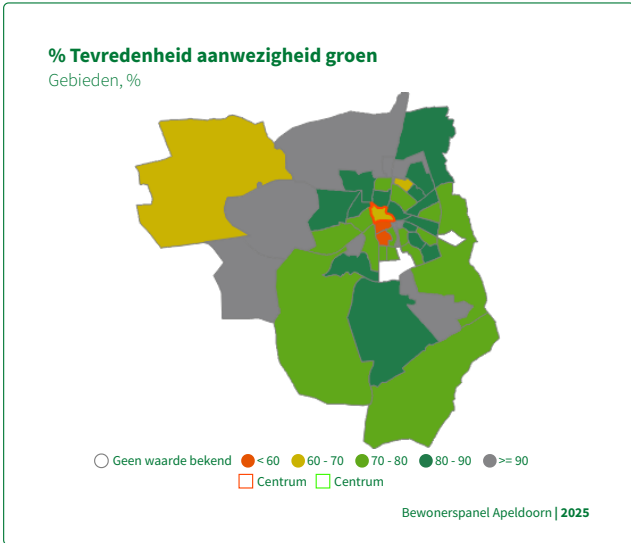 % Tevredenheid aanwezigheid groen
Gebieden, %
Geen waarde bekend < 60 60 - 70 70 - 80 80 - 90 >= 90
Centrum Centrum
Bewonerspanel Apeldoorn | 2025